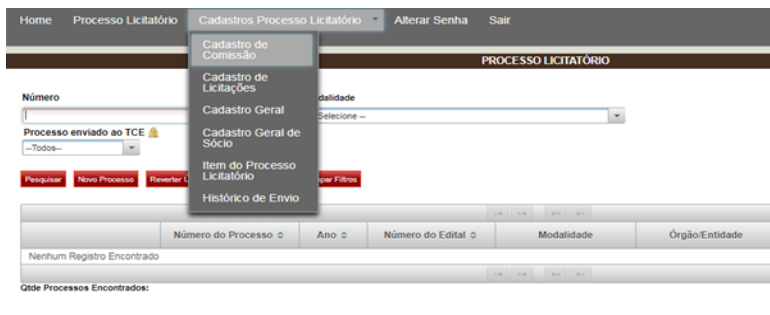 Home Processo Licitatório Cadastros Processo Licitatório Alterar Senha Sair
Cadastro de
Comissão
Cadastro de
Licitações
Cadastro Geral
Cadastro Geral de
Sócio
Item do Processo
Licitatório
Histórico de Envio
PROCESSO LICITATÓRIO
Número
Selecione --
Processo enviado ao TCE
--Todos--
Pesquisar Novo Processo Reverter Filtros
Número do Processo Ano Número do Edital Modalidade Órgão/Entidade
Nenhum Registro Encontrado
Qtde Processos Encontrados: